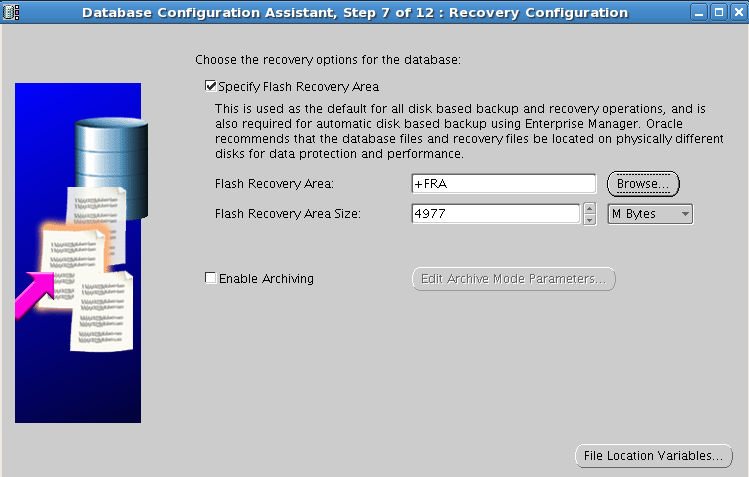 Database Configuration Assistant, Step 7 of 12 : Recovery Configuration
Choose the recovery options for the database:
Specify Flash Recovery Area
This is used as the default for all disk based backup and recovery operations, and is
also required for automatic disk based backup using Enterprise Manager. Oracle
recommends that the database files and recovery files be located on physically different
disks for data protection and performance.
Flash Recovery Area: +FRA Browse...
Flash Recovery Area Size: 4977 M Bytes
Enable Archiving Edit Archive Mode Parameters...
File Location Variables...